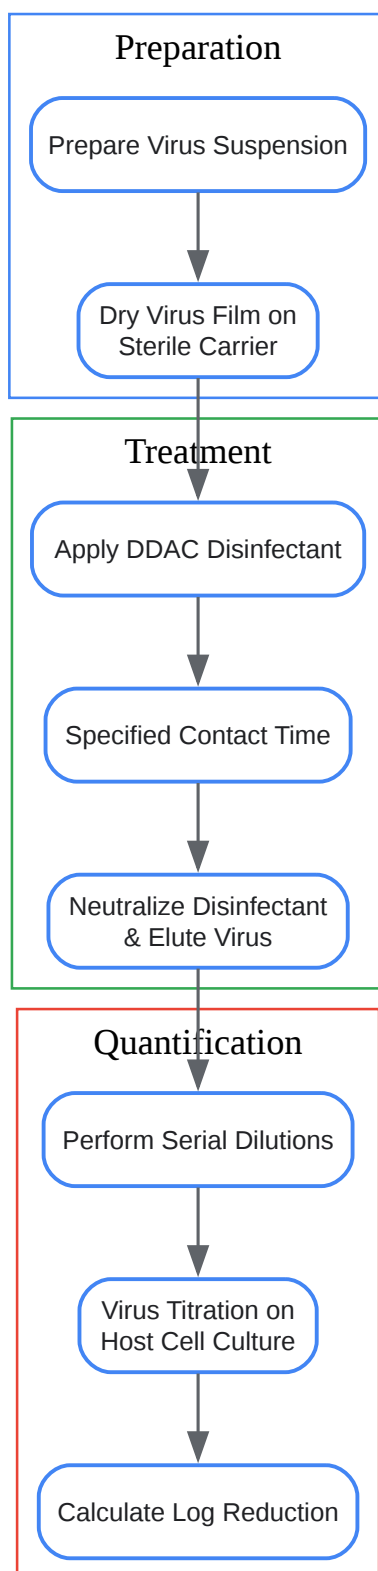 Preparation
Prepare Virus Suspension
Dry Virus Film on
Sterile Carrier
Treatment
Apply DDAC Disinfectant
Specified Contact Time
Neutralize Disinfectant
& Elute Virus
Quantification
Perform Serial Dilutions
Virus Titration on
Host Cell Culture
Calculate Log Reduction